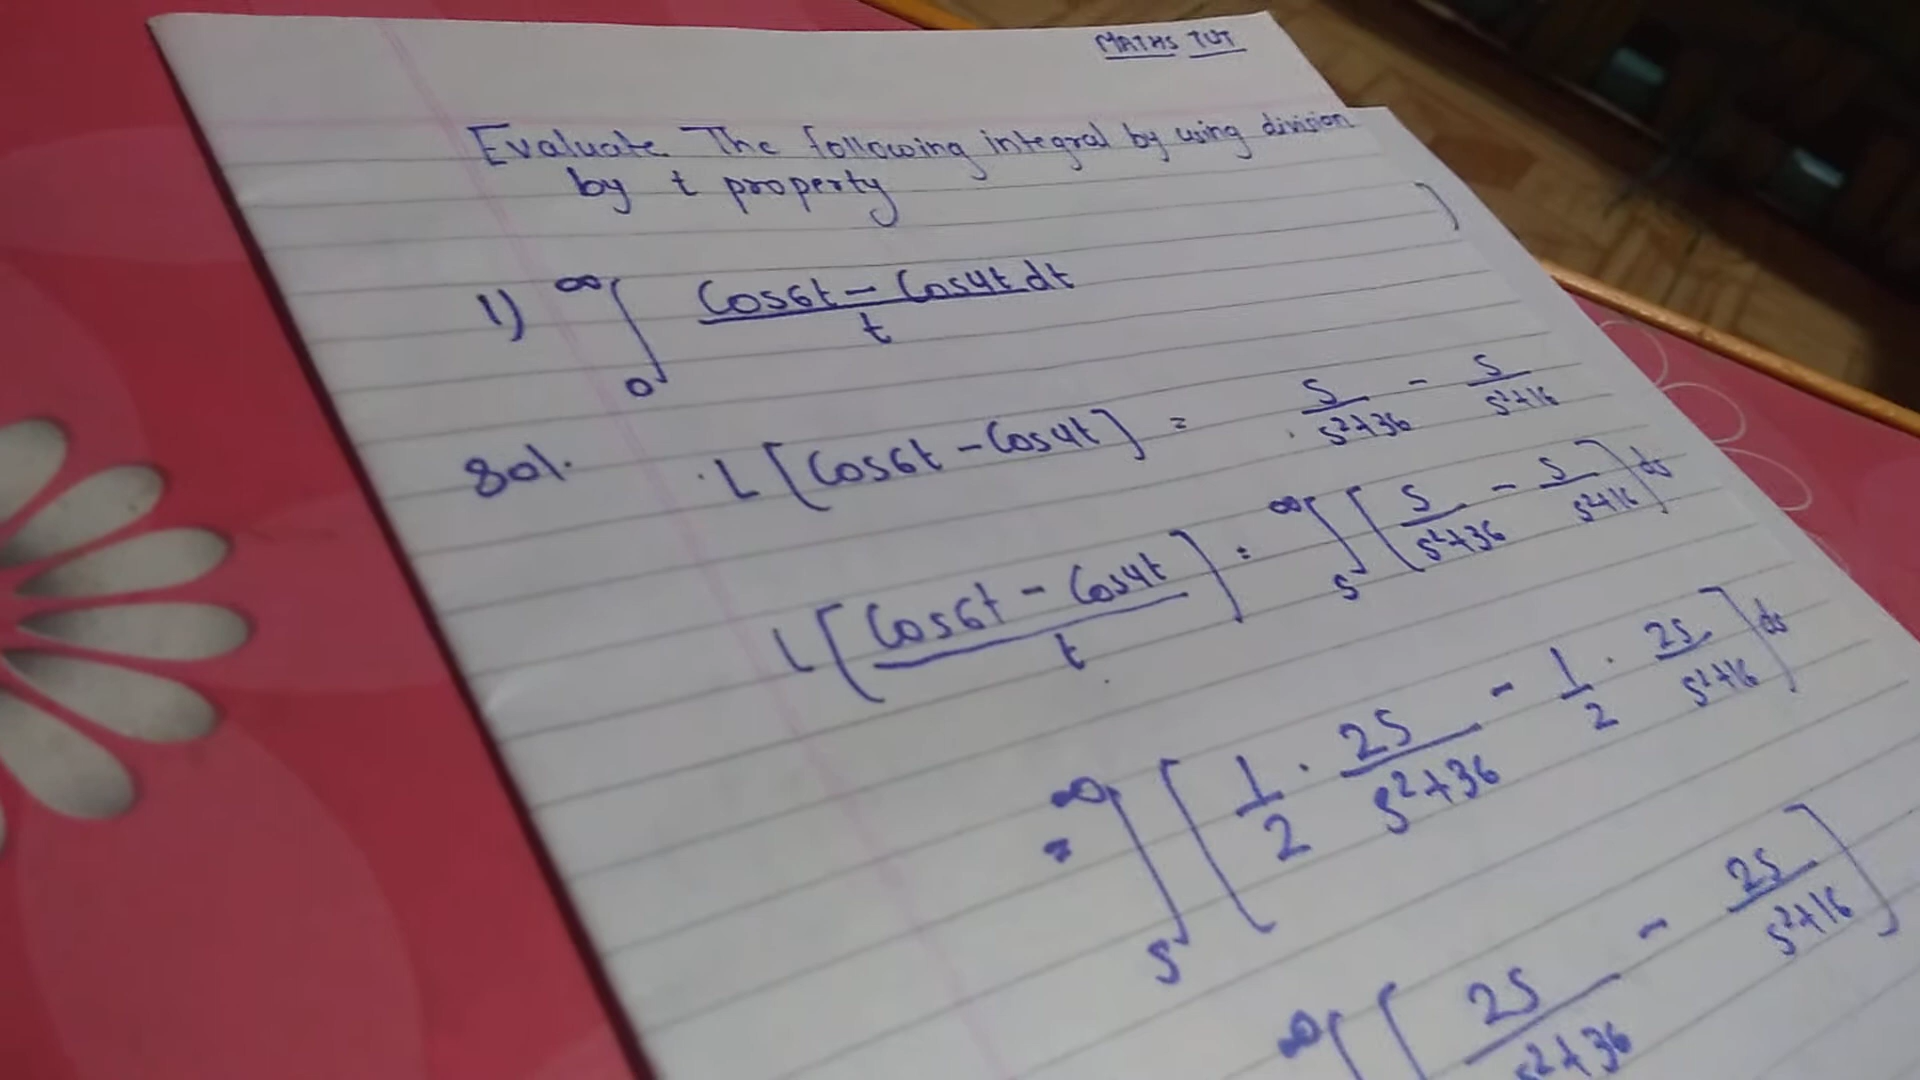 MATHS TUT
Evaluate The following integral by using division
by t property
1) ∞∫0 Cos6t - Cos4t dt / t
Sol. L[Cos6t - Cos4t] = s/s²+36 - s/s²+16
L[Cos6t - Cos4t / t] = ∞∫s [s/s²+36 - s/s²+16] ds
= ∞∫s [1/2 · 2s/s²+36 - 1/2 · 2s/s²+16] ds
∞∫ [2s/s²+36 - 2s/s²+16]